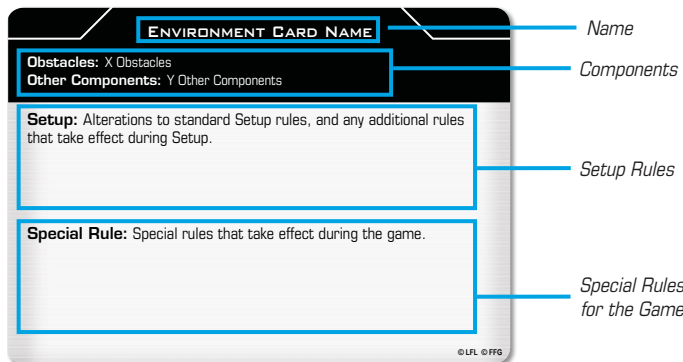 Environment Card Name
Name
Obstacles: X Obstacles
Other Components: Y Other Components
Components
Setup: Alterations to standard Setup rules, and any additional rules
that take effect during Setup.
Setup Rules
Special Rule: Special rules that take effect during the game.
Special Rules
for the Game
© LFL © FFG